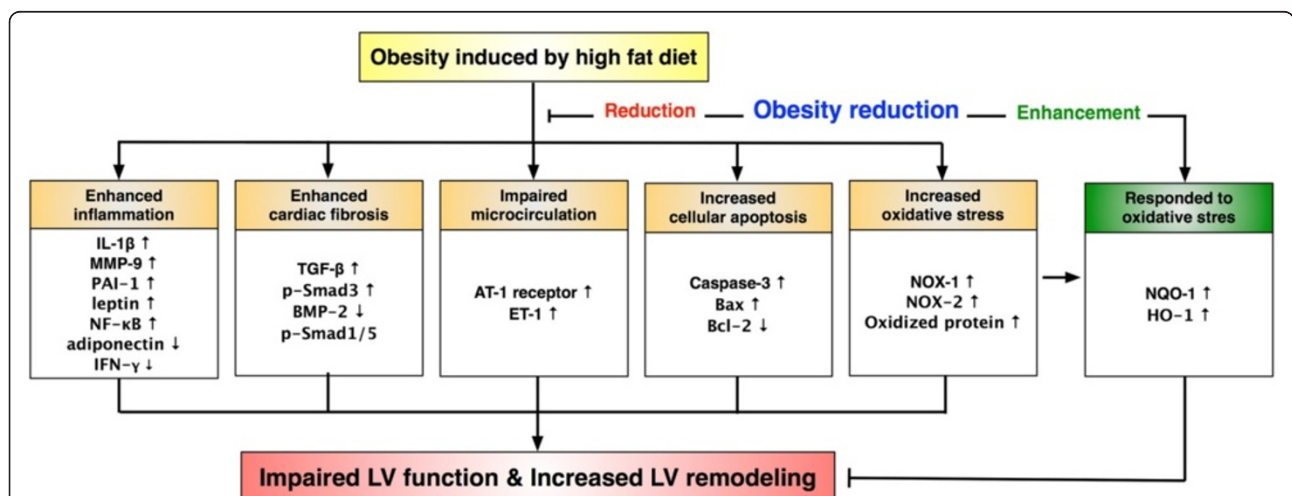 Obesity induced by high fat diet
Reduction
Obesity reduction
Enhancement
Enhanced
inflammation
IL-1β ↑
MMP-9 ↑
PAI-1 ↑
leptin ↑
NF-κB ↑
adiponectin ↓
IFN-γ ↓
Enhanced
cardiac fibrosis
TGF-β ↑
p-Smad3 ↑
BMP-2 ↓
p-Smad1/5
Impaired
microcirculation
AT-1 receptor ↑
ET-1 ↑
Increased
cellular apoptosis
Caspase-3 ↑
Bax ↑
Bcl-2 ↓
Increased
oxidative stress
NOX-1 ↑
NOX-2 ↑
Oxidized protein ↑
Responded to
oxidative stres
NQO-1 ↑
HO-1 ↑
Impaired LV function & Increased LV remodeling